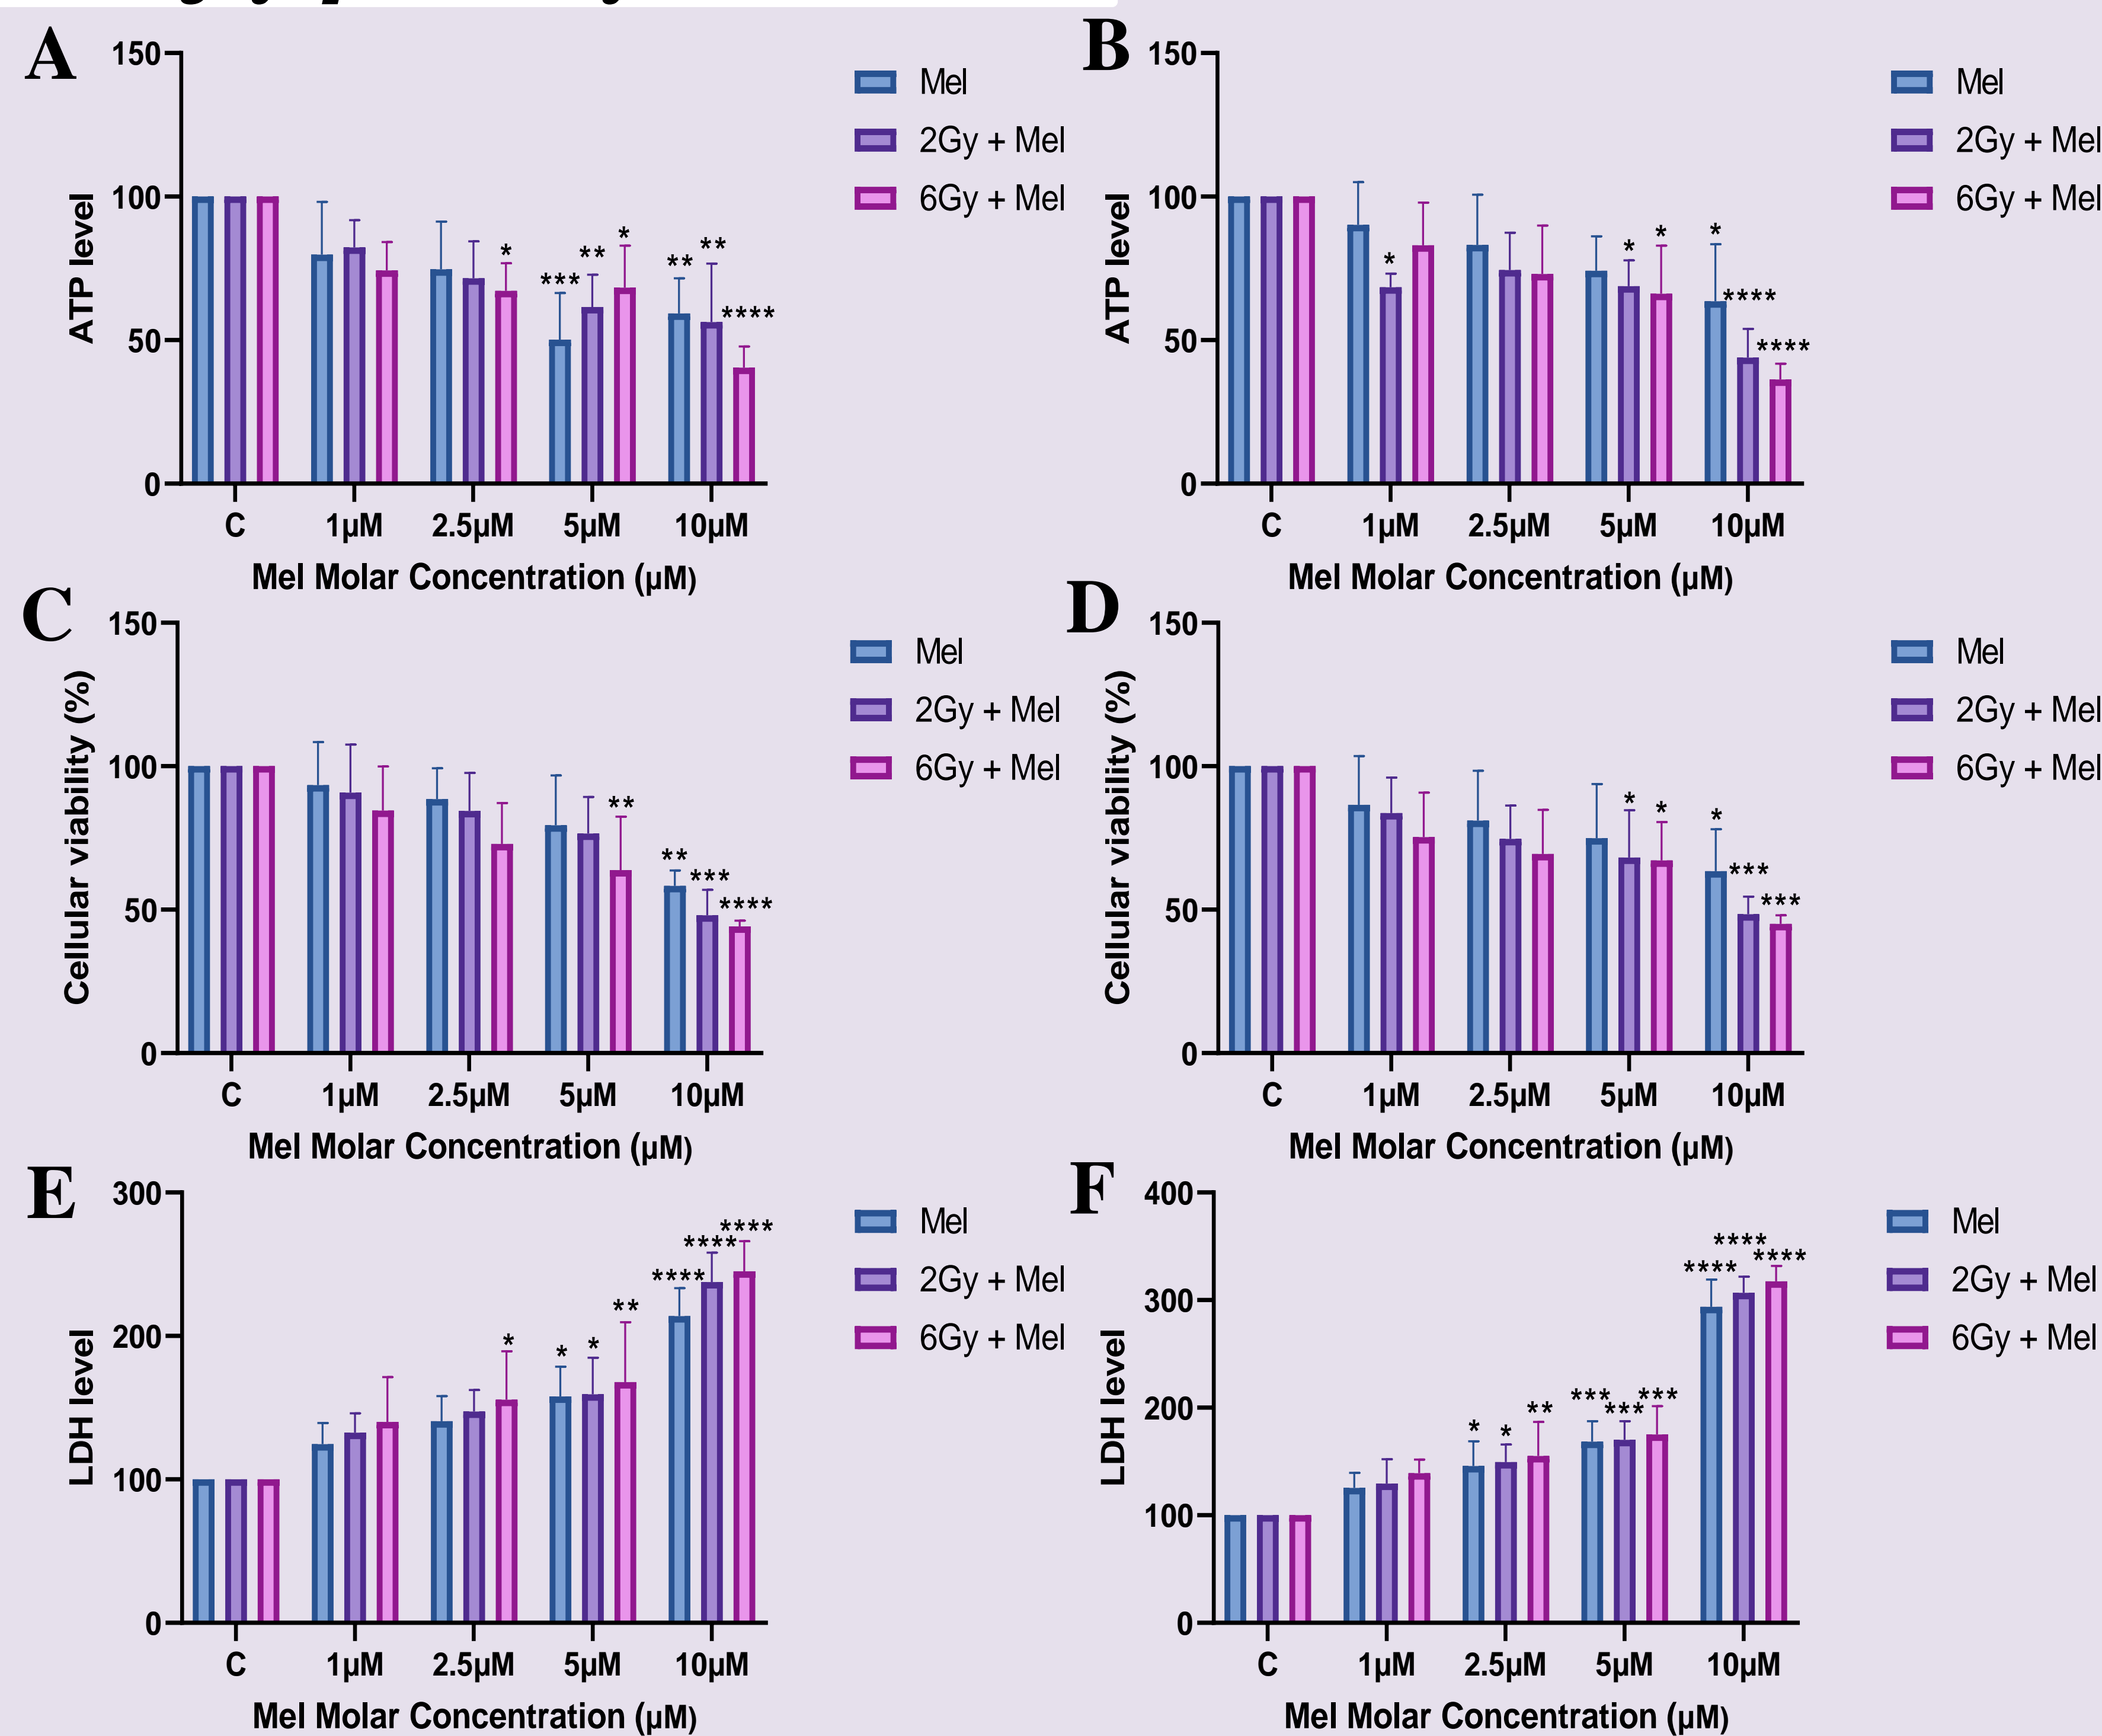 A
150
100
50
0
ATP level
*
***
**
*
**
**
****
C 1µM 2.5µM 5µM 10µM
Mel Molar Concentration (µM)
Mel
2Gy + Mel
6Gy + Mel
B
150
100
50
0
ATP level
*
*
*
*
****
****
C 1µM 2.5µM 5µM 10µM
Mel Molar Concentration (µM)
Mel
2Gy + Mel
6Gy + Mel
C
150
100
50
0
Cellular viability (%)
**
**
***
****
C 1µM 2.5µM 5µM 10µM
Mel Molar Concentration (µM)
Mel
2Gy + Mel
6Gy + Mel
D
150
100
50
0
Cellular viability (%)
*
*
*
***
***
C 1µM 2.5µM 5µM 10µM
Mel Molar Concentration (µM)
Mel
2Gy + Mel
6Gy + Mel
E
300
200
100
0
LDH level
*
*
*
**
****
****
****
C 1µM 2.5µM 5µM 10µM
Mel Molar Concentration (µM)
Mel
2Gy + Mel
6Gy + Mel
F
400
300
200
100
0
LDH level
*
*
**
***
***
***
****
****
****
C 1µM 2.5µM 5µM 10µM
Mel Molar Concentration (µM)
Mel
2Gy + Mel
6Gy + Mel